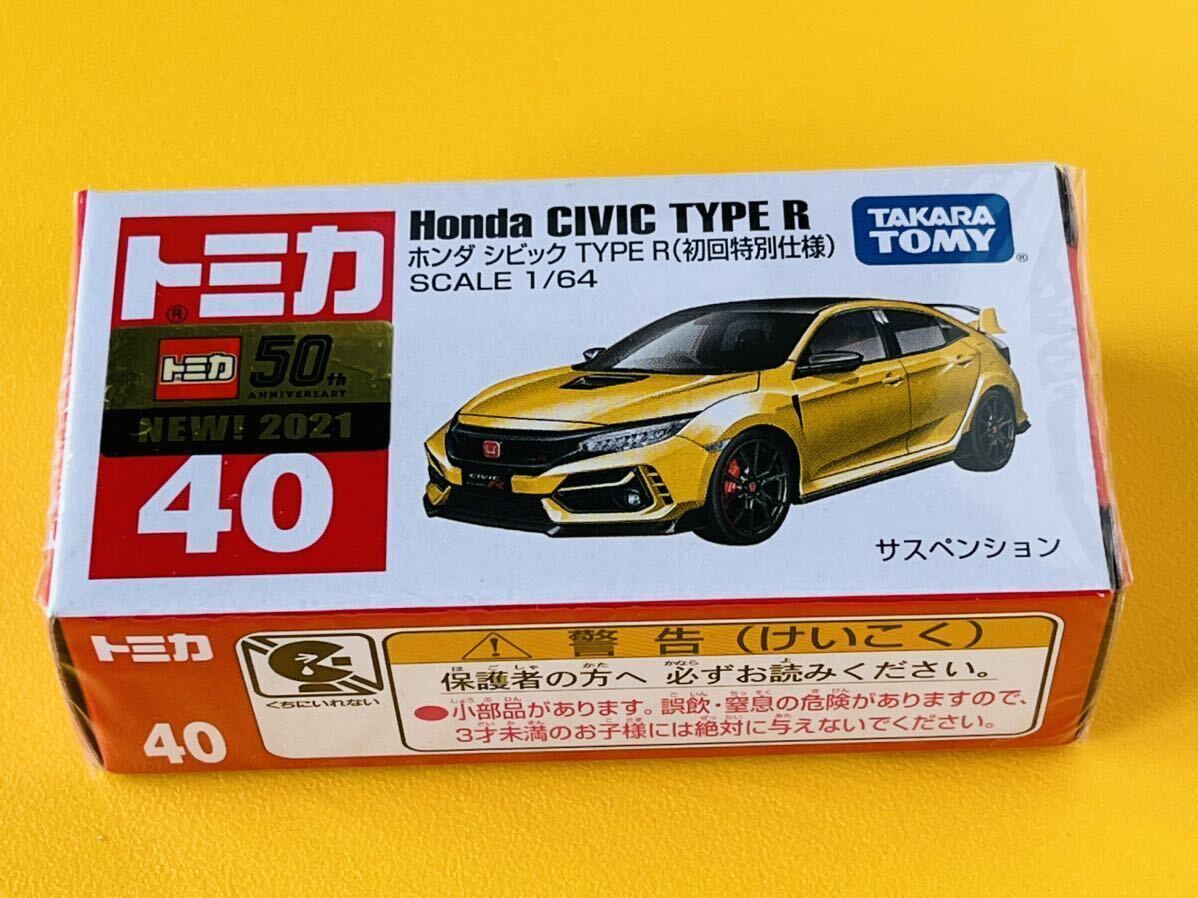 トミカ
®
トミカ 50th
ANNIVERSARY
NEW! 2021
40
Honda CIVIC TYPE R
ホンダ シビック TYPE R(初回特別仕様)
SCALE 1/64
TAKARA
TOMY
®
CIVIC
サスペンション
トミカ
40
くちにいれない
警告(けいこく)
保護者の方へ 必ずお読みください。
●小部品があります。誤飲・窒息の危険がありますので、
3才未満のお子様には絶対に与えないでください。